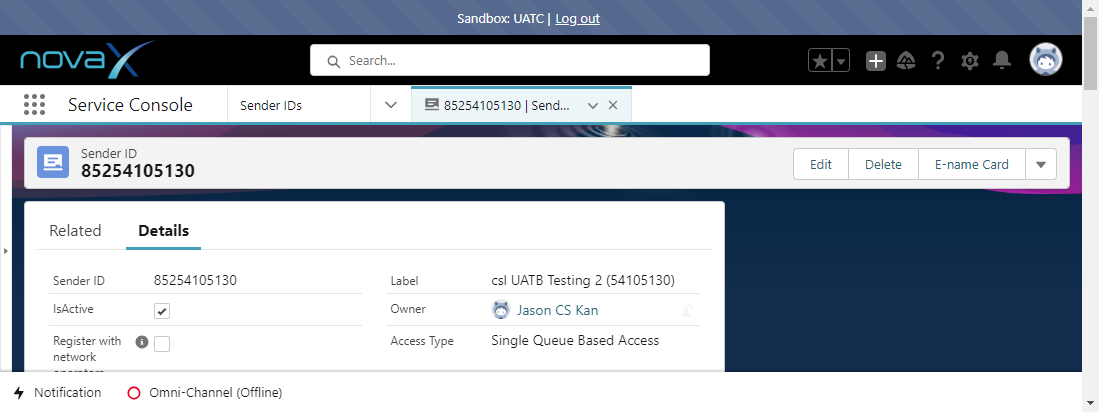 Sandbox: UATC | Log out
novaX
Search...
Service Console
Sender IDs
85254105130 | Send...
Sender ID
85254105130
Edit
Delete
E-name Card
Related
Details
Sender ID
85254105130
Label
csl UATB Testing 2 (54105130)
IsActive
Owner
Jason CS Kan
Register with
network
Access Type
Single Queue Based Access
Notification
Omni-Channel (Offline)